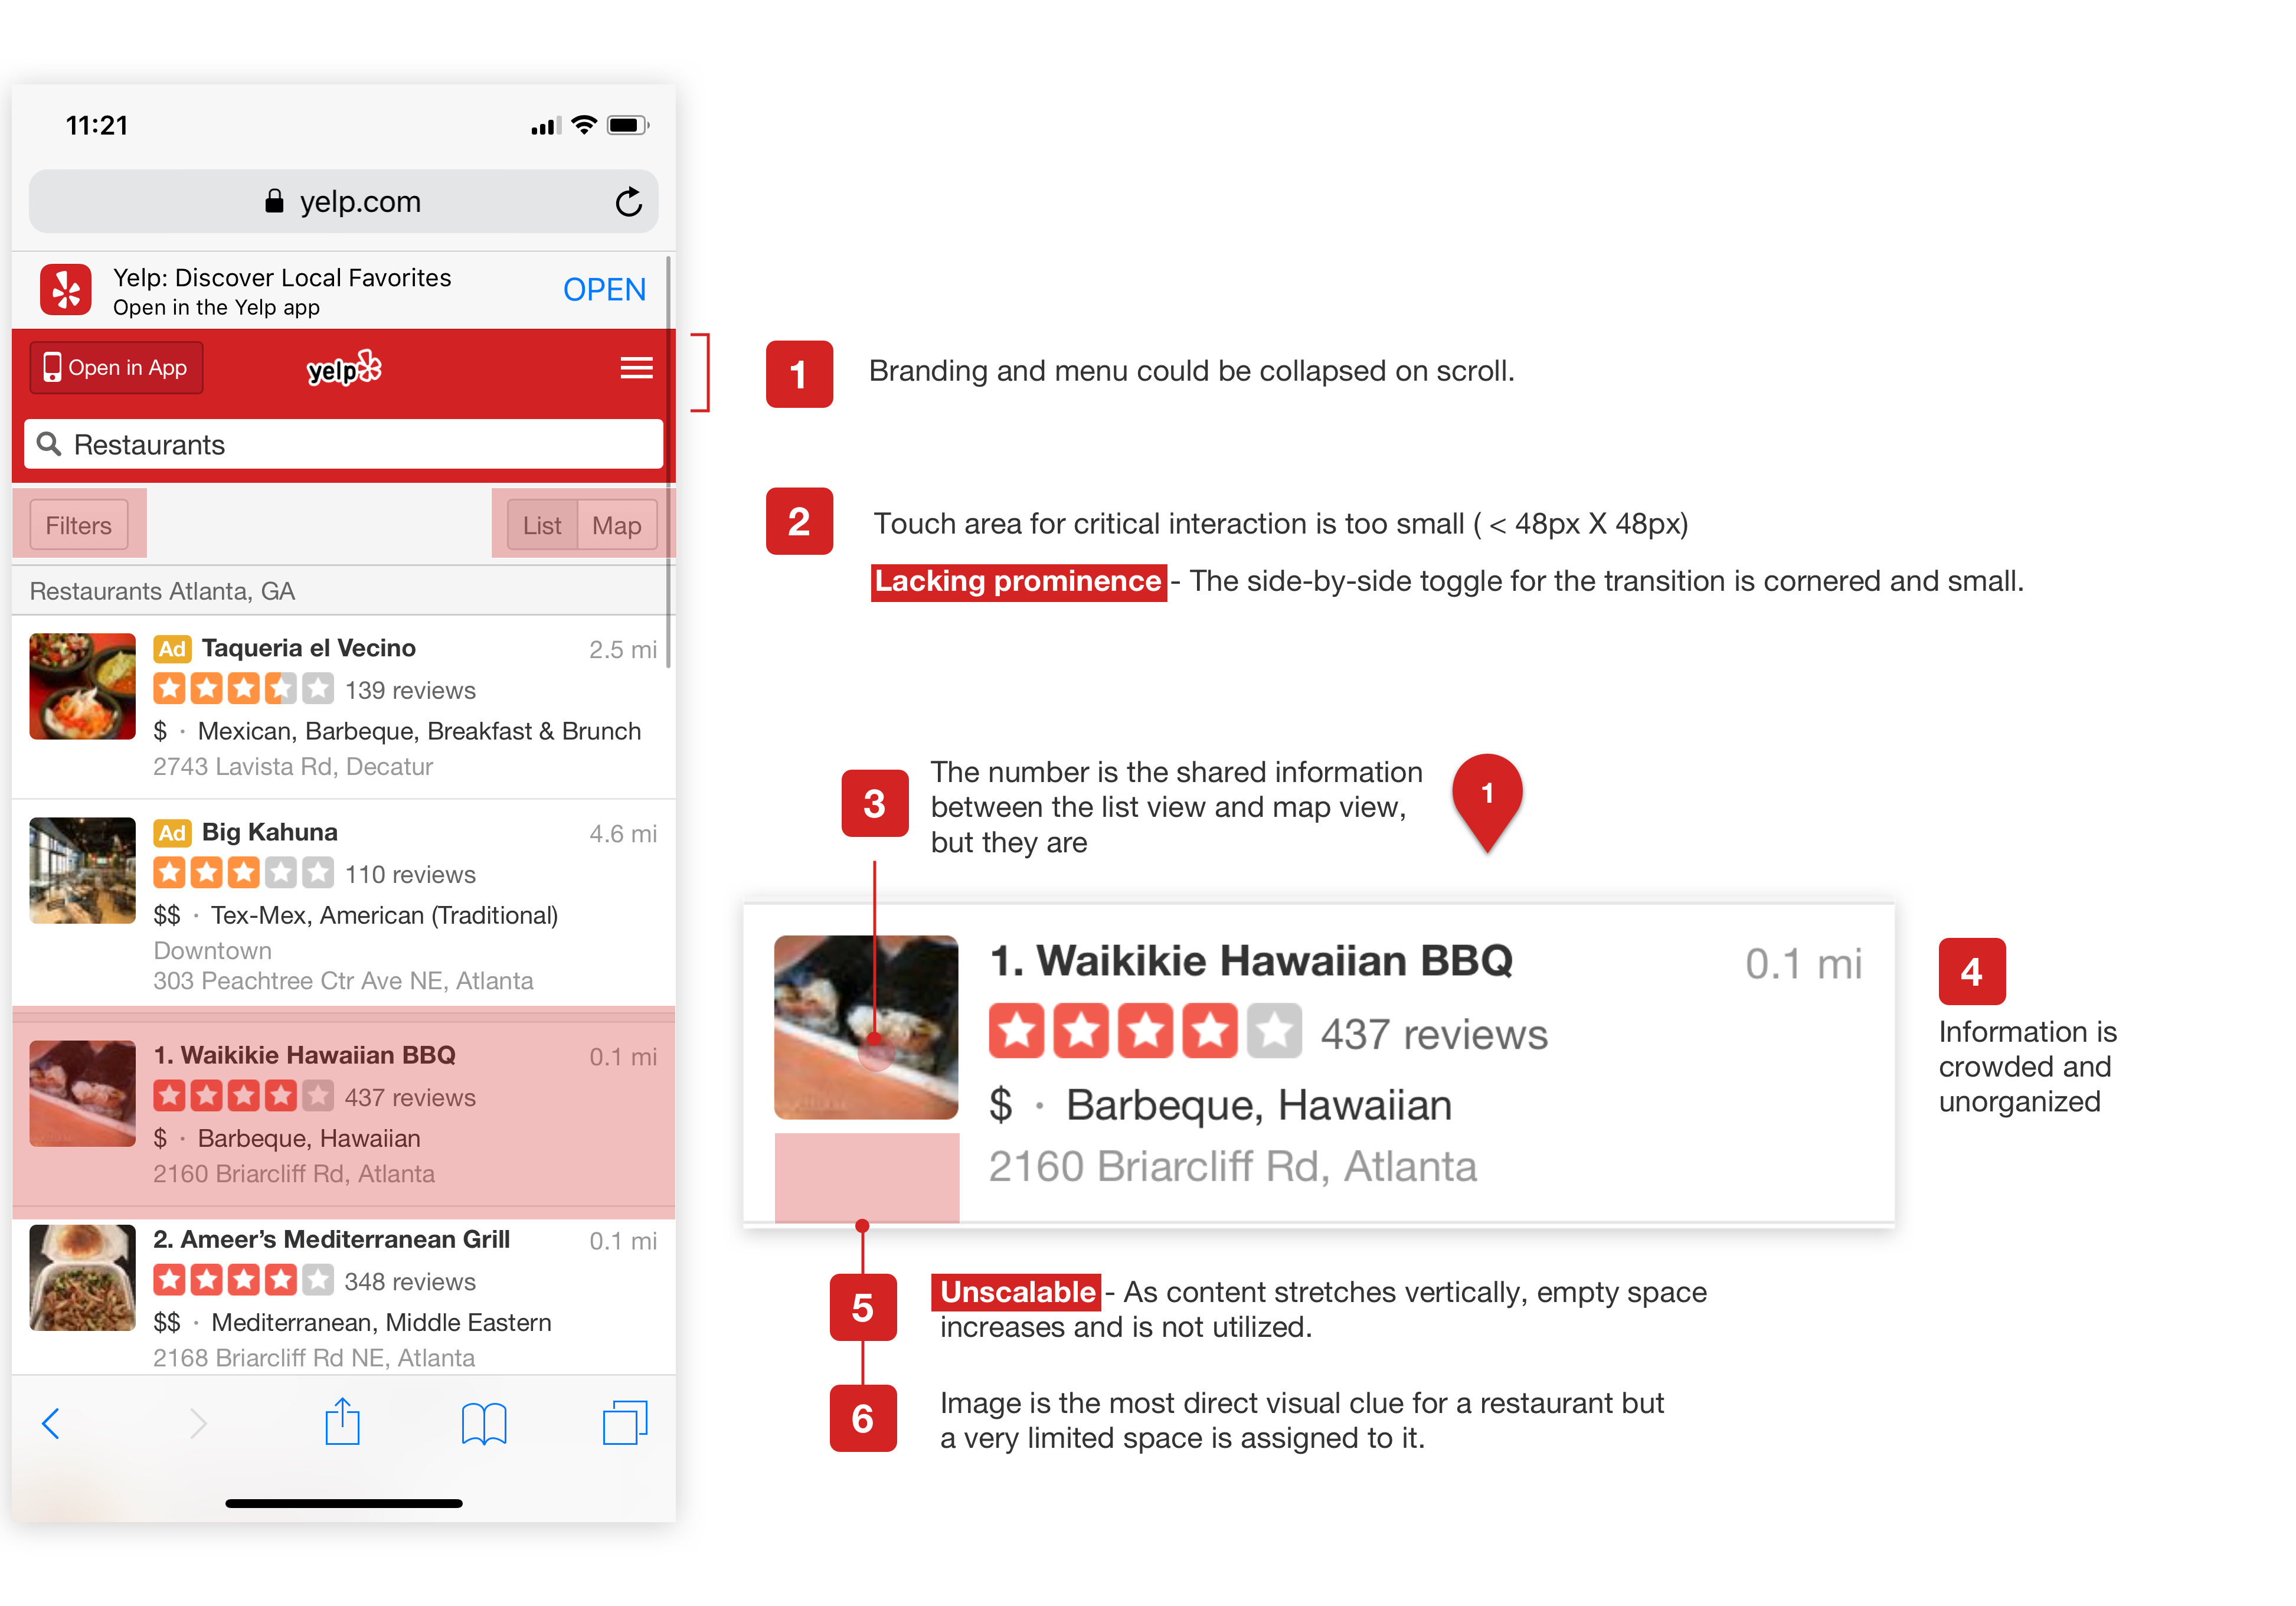 11:21
yelp.com
Yelp: Discover Local Favorites
Open in the Yelp app
OPEN
Open in App
yelp
Restaurants
Filters
List
Map
Restaurants Atlanta, GA
Ad Taqueria el Vecino
2.5 mi
139 reviews
$ · Mexican, Barbeque, Breakfast & Brunch
2743 Lavista Rd, Decatur
Ad Big Kahuna
4.6 mi
110 reviews
$$ · Tex-Mex, American (Traditional)
Downtown
303 Peachtree Ctr Ave NE, Atlanta
1. Waikikie Hawaiian BBQ
0.1 mi
437 reviews
$ · Barbeque, Hawaiian
2160 Briarcliff Rd, Atlanta
2. Ameer’s Mediterranean Grill
0.1 mi
348 reviews
$$ · Mediterranean, Middle Eastern
2168 Briarcliff Rd NE, Atlanta
1
Branding and menu could be collapsed on scroll.
2
Touch area for critical interaction is too small ( < 48px X 48px)
Lacking prominence - The side-by-side toggle for the transition is cornered and small.
3
The number is the shared information
between the list view and map view,
but they are
1
1. Waikikie Hawaiian BBQ
0.1 mi
437 reviews
$ · Barbeque, Hawaiian
2160 Briarcliff Rd, Atlanta
4
Information is
crowded and
unorganized
5
Unscalable - As content stretches vertically, empty space
increases and is not utilized.
6
Image is the most direct visual clue for a restaurant but
a very limited space is assigned to it.